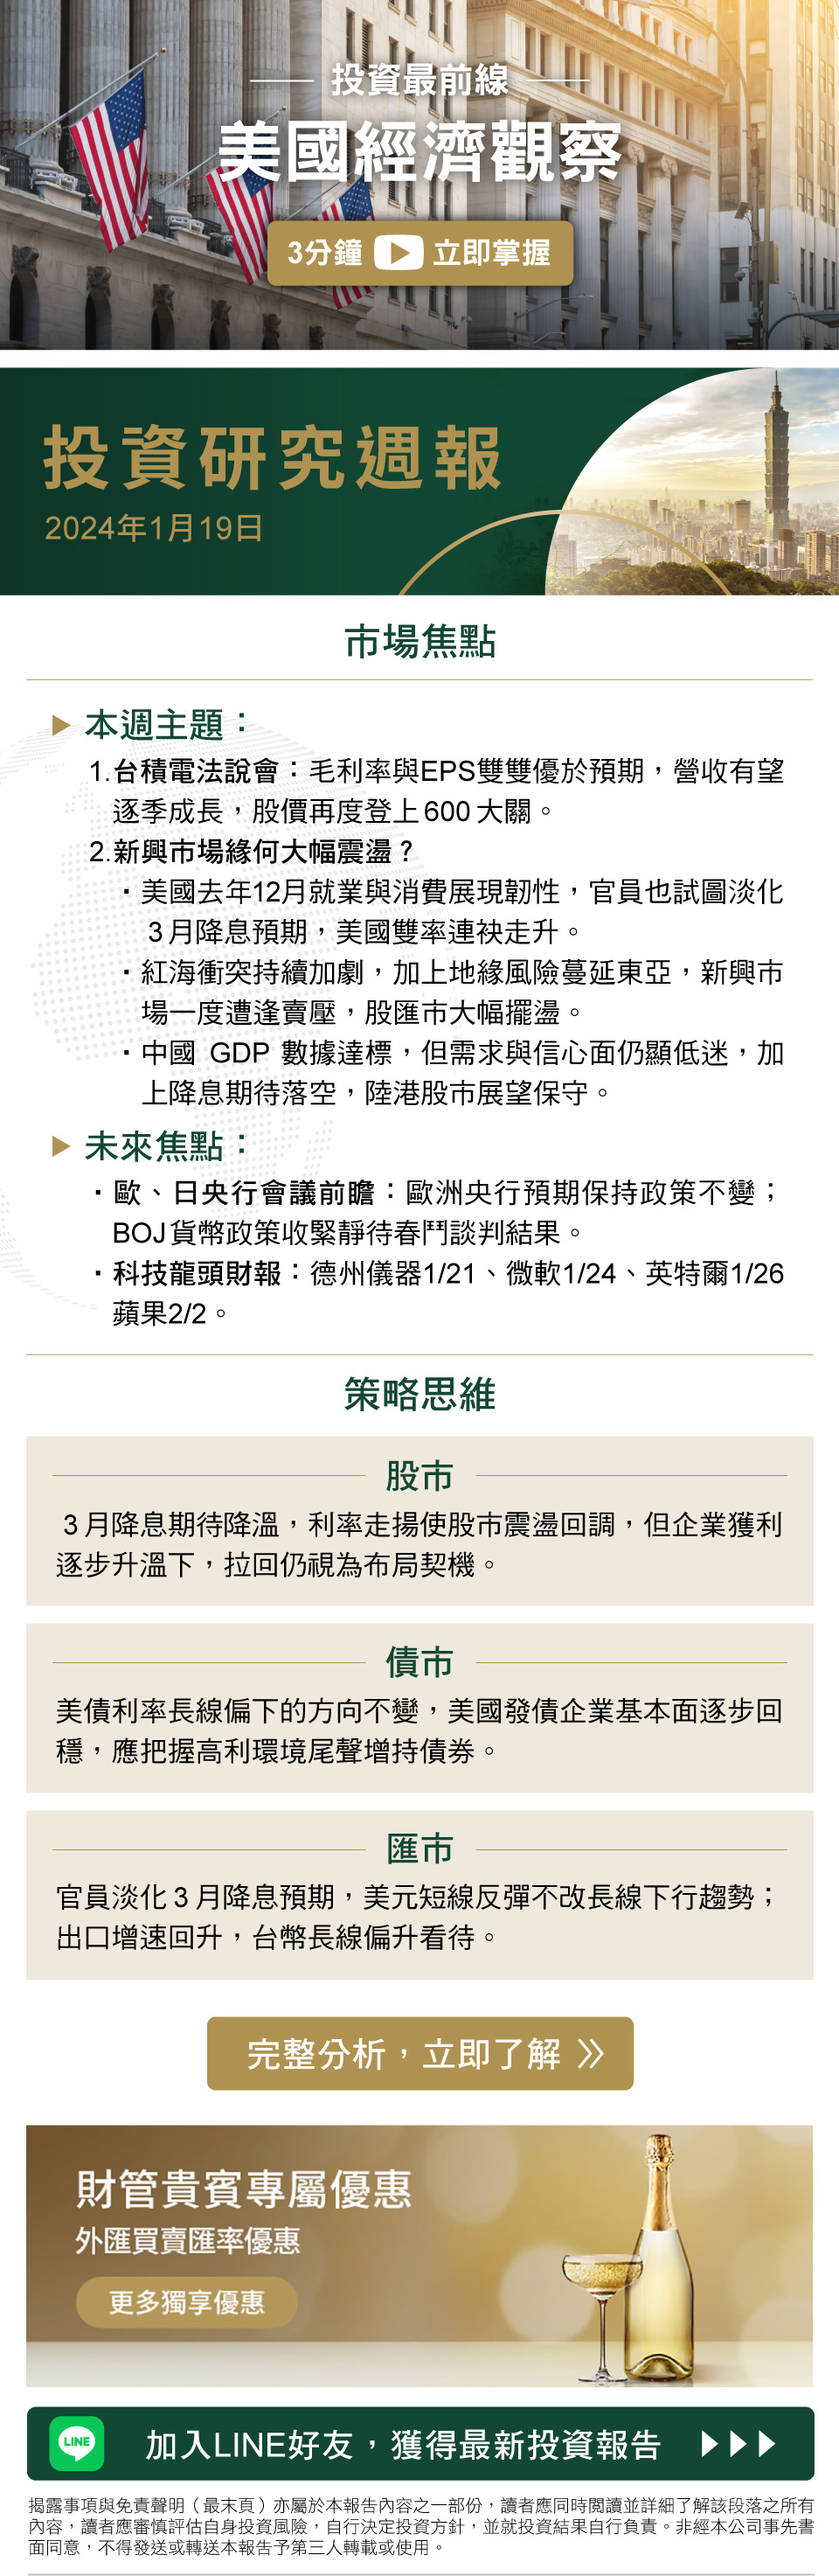 投資最前線
美國經濟觀察
3分鐘 立即掌握
投資研究週報
2024年1月19日
市場焦點
本週主題：
1.台積電法說會：毛利率與EPS雙雙優於預期，營收有望
逐季成長，股價再度登上600大關。
2.新興市場緣何大幅震盪？
・美國去年12月就業與消費展現韌性，官員也試圖淡化
3月降息預期，美國雙率連袂走升。
・紅海衝突持續加劇，加上地緣風險蔓延東亞，新興市
場一度遭逢賣壓，股匯市大幅擺盪。
・中國 GDP 數據達標，但需求與信心面仍顯低迷，加
上降息期待落空，陸港股市展望保守。
未來焦點：
・歐、日央行會議前瞻：歐洲央行預期保持政策不變；
BOJ貨幣政策收緊靜待春鬥談判結果。
・科技龍頭財報：德州儀器1/21、微軟1/24、英特爾1/26
蘋果2/2。
策略思維
股市
3月降息期待降溫，利率走揚使股市震盪回調，但企業獲利
逐步升溫下，拉回仍視為布局契機。
債市
美債利率長線偏下的方向不變，美國發債企業基本面逐步回
穩，應把握高利環境尾聲增持債券。
匯市
官員淡化3月降息預期，美元短線反彈不改長線下行趨勢；
出口增速回升，台幣長線偏升看待。
完整分析，立即了解 》
財管貴賓專屬優惠
外匯買賣匯率優惠
更多獨享優惠
LINE 加入LINE好友，獲得最新投資報告
揭露事項與免責聲明（最末頁）亦屬於本報告內容之一部份，讀者應同時閱讀並詳細了解該段落之所有
內容，讀者應審慎評估自身投資風險，自行決定投資方針，並就投資結果自行負責。非經本公司事先書
面同意，不得發送或轉送本報告予第三人轉載或使用。